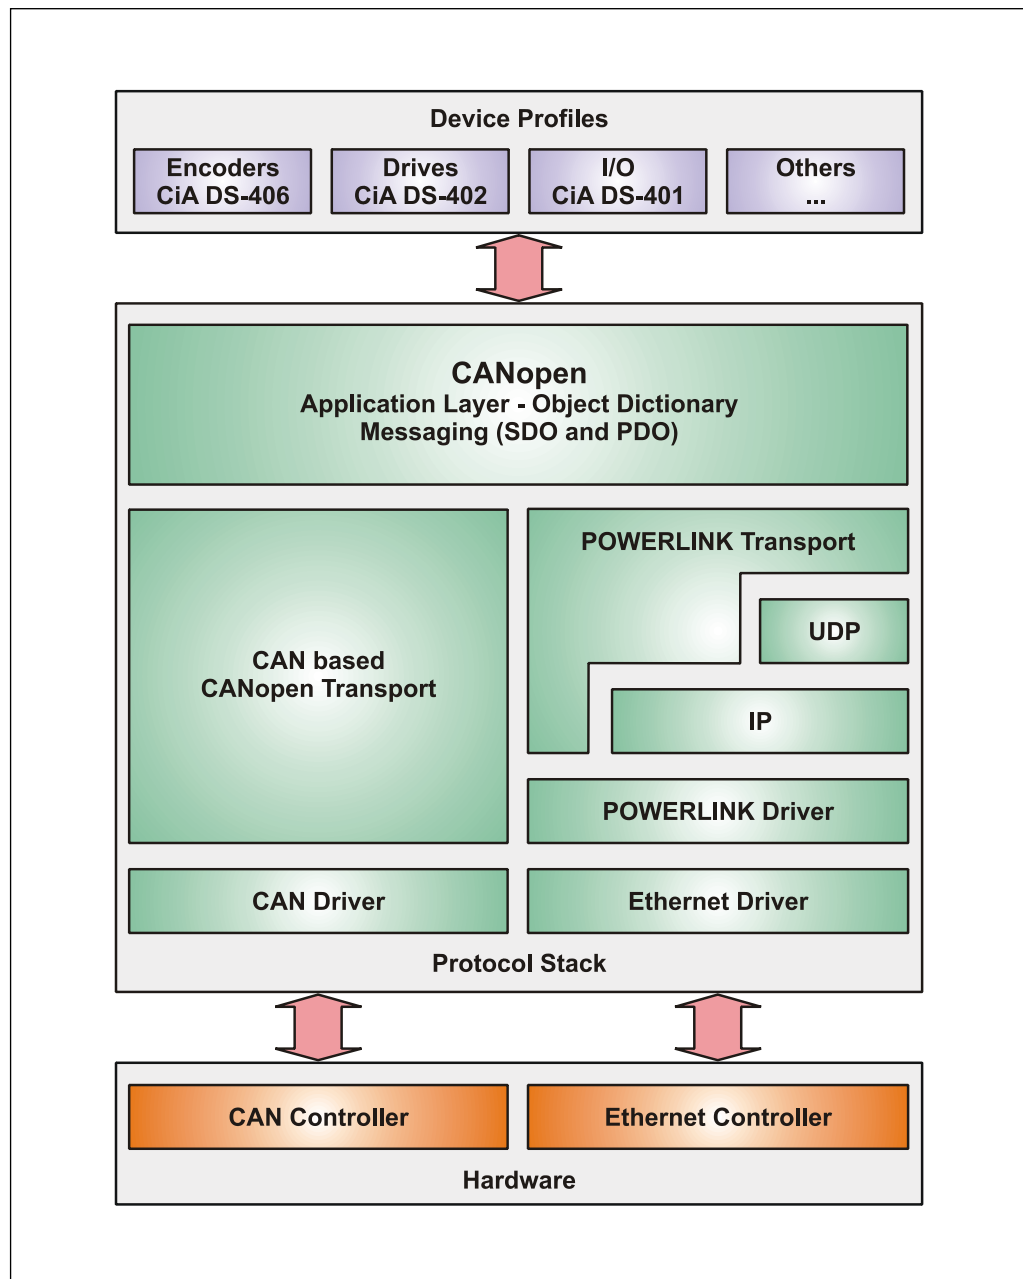 Device Profiles
Encoders
CiA DS-406
Drives
CiA DS-402
I/O
CiA DS-401
Others
...
CANopen
Application Layer - Object Dictionary
Messaging (SDO and PDO)
CAN based
CANopen Transport
POWERLINK Transport
UDP
IP
POWERLINK Driver
CAN Driver
Ethernet Driver
Protocol Stack
CAN Controller
Ethernet Controller
Hardware